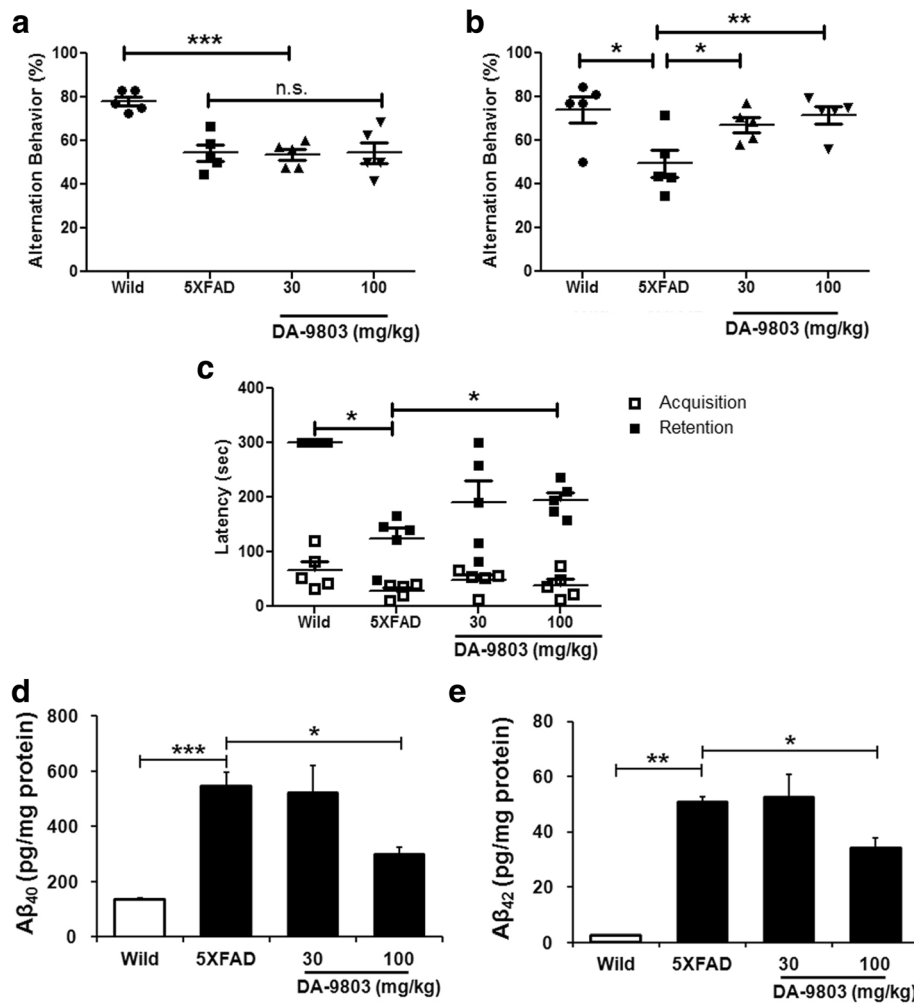 a
***
n.s.
Alternation Behavior (%)
100
80
60
40
20
0
Wild 5XFAD 30 100
DA-9803 (mg/kg)
b
**
* *
Alternation Behavior (%)
100
80
60
40
20
0
Wild 5XFAD 30 100
DA-9803 (mg/kg)
c
* *
Latency (sec)
400
300
200
100
0
Wild 5XFAD 30 100
DA-9803 (mg/kg)
Acquisition
Retention
d
*** *
Aβ40 (pg/mg protein)
800
600
400
200
0
Wild 5XFAD 30 100
DA-9803 (mg/kg)
e
** *
Aβ42 (pg/mg protein)
80
60
40
20
0
Wild 5XFAD 30 100
DA-9803 (mg/kg)